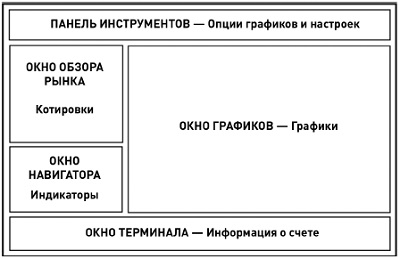 ПАНЕЛЬ ИНСТРУМЕНТОВ — Опции графиков и настроек
ОКНО ОБЗОРА
РЫНКА
Котировки
ОКНО ГРАФИКОВ — Графики
ОКНО
НАВИГАТОРА
Индикаторы
ОКНО ТЕРМИНАЛА — Информация о счете